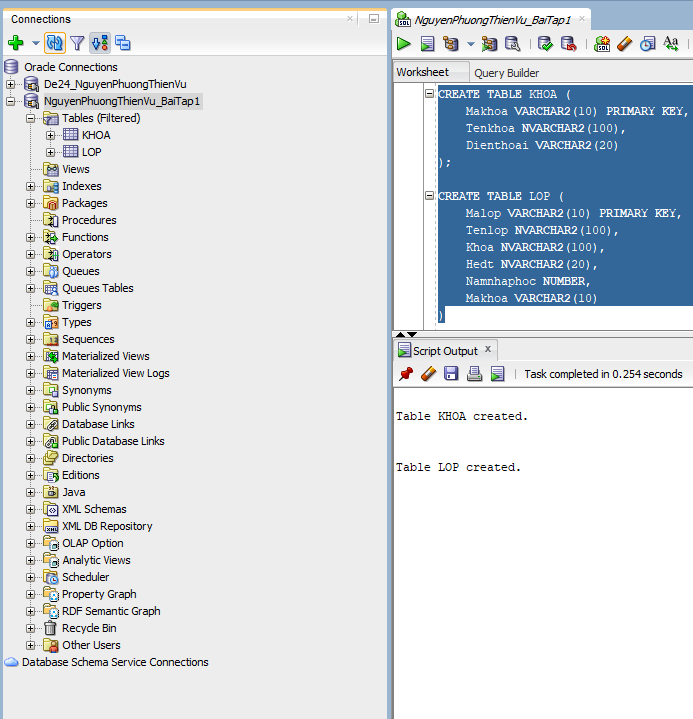 Connections
Oracle Connections
De24_NguyenPhuongThienVu
NguyenPhuongThienVu_BaiTap1
Tables (Filtered)
KHOA
LOP
Views
Indexes
Packages
Procedures
Functions
Operators
Queues
Queues Tables
Triggers
Types
Sequences
Materialized Views
Materialized View Logs
Synonyms
Public Synonyms
Database Links
Public Database Links
Directories
Editions
Java
XML Schemas
XML DB Repository
OLAP Option
Analytic Views
Scheduler
Property Graph
RDF Semantic Graph
Recycle Bin
Other Users
Database Schema Service Connections
NguyenPhuongThienVu_BaiTap1
Worksheet Query Builder
CREATE TABLE KHOA (
Makhoa VARCHAR2(10) PRIMARY KEY,
Tenkhoa NVARCHAR2(100),
Dienthoai VARCHAR2(20)
);
CREATE TABLE LOP (
Malop VARCHAR2(10) PRIMARY KEY,
Tenlop NVARCHAR2(100),
Khoa NVARCHAR2(100),
Hedt NVARCHAR2(20),
Namnhaphoc NUMBER,
Makhoa VARCHAR2(10)
)
Script Output x
Task completed in 0.254 seconds
Table KHOA created.
Table LOP created.